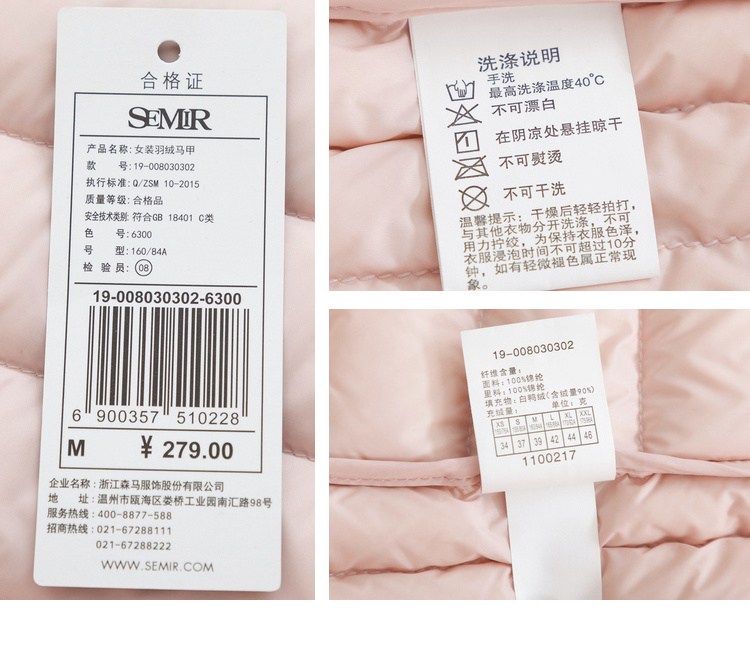 合格证
SEMIR
产品名称:女装羽绒马甲
款 号:19-008030302
执行标准:Q/ZSM 10-2015
质量等级:合格品
安全技术类别:符合GB 18401 C类
色 号:6300
号 型:160/84A
检 验 员:08
19-008030302-6300
6 900357 510228
M ¥ 279.00
企业名称:浙江森马服饰股份有限公司
地 址:温州市瓯海区娄桥工业园南汇路98号
服务热线:400-8877-588
招商热线:021-67288111
021-67288222
WWW.SEMIR.COM
洗涤说明
手洗
最高洗涤温度40°C
不可漂白
在阴凉处悬挂晾干
不可熨烫
不可干洗
温馨提示:干燥后轻轻拍打,
与其他衣物分开洗涤,不可
用力拧绞,为保持衣服色泽,
衣服浸泡时间不可超过10分
钟,如有轻微褪色属正常现
象。
19-008030302
纤维含量:
面料:100%锦纶
里料:100%锦纶
填充物:白鸭绒(含绒量90%)
充绒量: 单位:克
XS S M L XL XXL
34 37 39 42 44 46
1100217